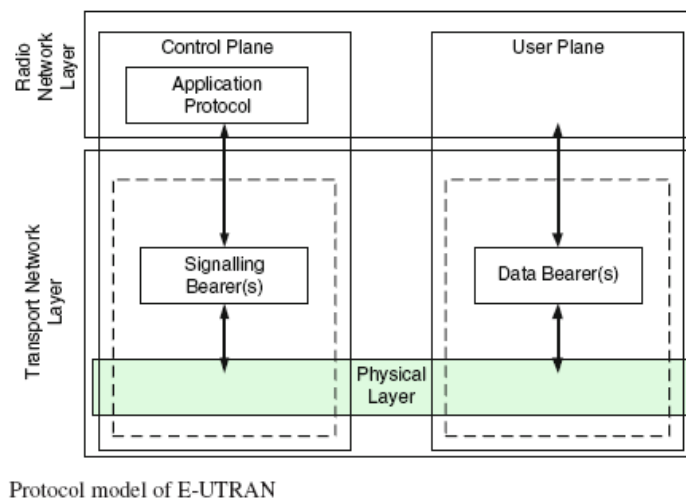 Radio
Network
Layer
Control Plane
User Plane
Application
Protocol
Transport Network
Layer
Signalling
Bearer(s)
Data Bearer(s)
Physical
Layer
Protocol model of E-UTRAN